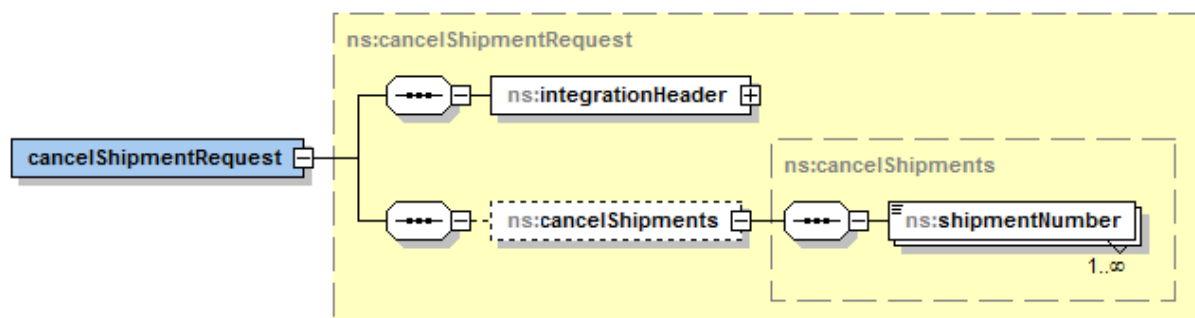 ns:cancelShipmentRequest
ns:integrationHeader
cancelShipmentRequest
ns:cancelShipments
ns:cancelShipments
ns:shipmentNumber
1..∞